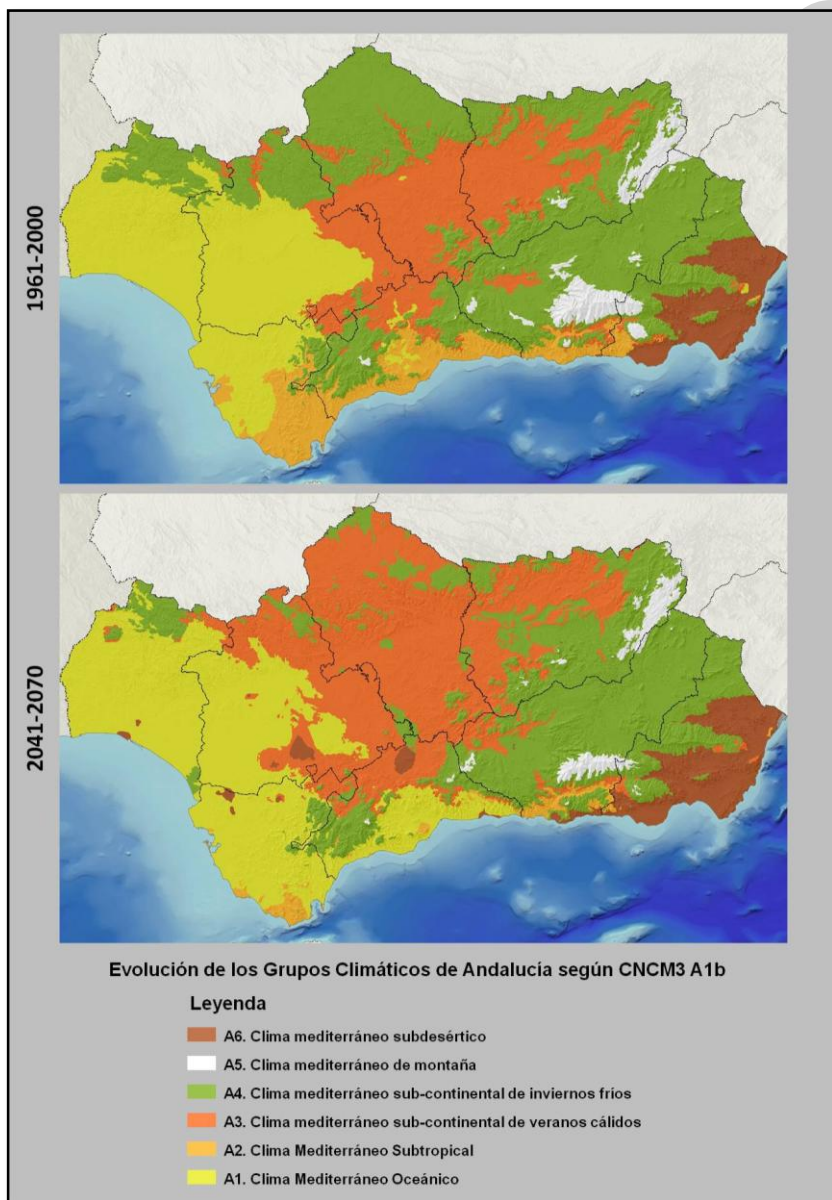 1961-2000
2041-2070
Evolución de los Grupos Climáticos de Andalucía según CNCM3 A1b
Leyenda
A6. Clima mediterráneo subdesértico
A5. Clima mediterráneo de montaña
A4. Clima mediterráneo sub-continental de inviernos fríos
A3. Clima mediterráneo sub-continental de veranos cálidos
A2. Clima Mediterráneo Subtropical
A1. Clima Mediterráneo Oceánico